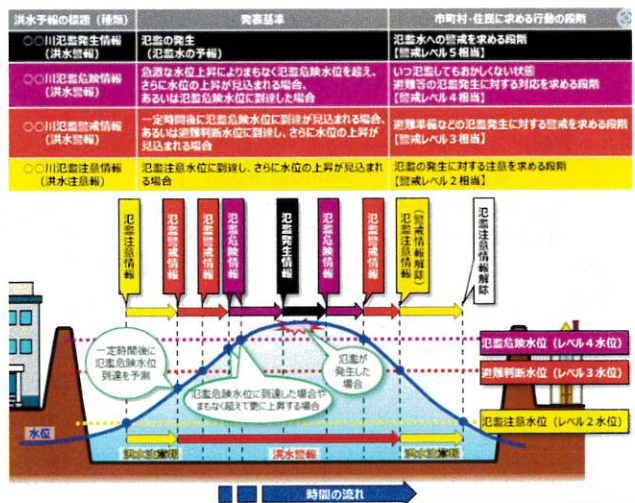 洪水予報の標題（種類）
発表基準
市町村・住民に求める行動の段階
○○川氾濫発生情報
（洪水警報）
氾濫の発生
（氾濫水の予報）
氾濫水への警戒を求める段階
【警戒レベル５相当】
○○川氾濫危険情報
（洪水警報）
急激な水位上昇によりまもなく氾濫危険水位を超え、
さらに水位の上昇が見込まれる場合、
あるいは氾濫危険水位に到達した場合
いつ氾濫してもおかしくない状態
避難等の氾濫発生に対する対応を求める段階
【警戒レベル４相当】
○○川氾濫警戒情報
（洪水警報）
一定時間後に氾濫危険水位に到達が見込まれる場合、
あるいは避難判断水位に到達し、さらに水位の上昇が
見込まれる場合
避難準備などの氾濫発生に対する警戒を求める段階
【警戒レベル３相当】
○○川氾濫注意情報
（洪水注意報）
氾濫注意水位に到達し、さらに水位の上昇が見込まれ
る場合
氾濫の発生に対する注意を求める段階
【警戒レベル２相当】
氾濫注意情報
氾濫警戒情報
氾濫警戒情報
氾濫危険情報
氾濫発生情報
氾濫危険情報
氾濫警戒情報
氾濫注意情報
（警戒情報解除）
氾濫注意情報解除
一定時間後に
氾濫危険水位
到達を予測
氾濫危険水位に到達した場合や
まもなく超えて更に上昇する場合
氾濫が
発生した
場合
氾濫危険水位（レベル４水位）
避難判断水位（レベル３水位）
氾濫注意水位（レベル２水位）
水位
洪水注意報
洪水警報
洪水注意報
時間の流れ